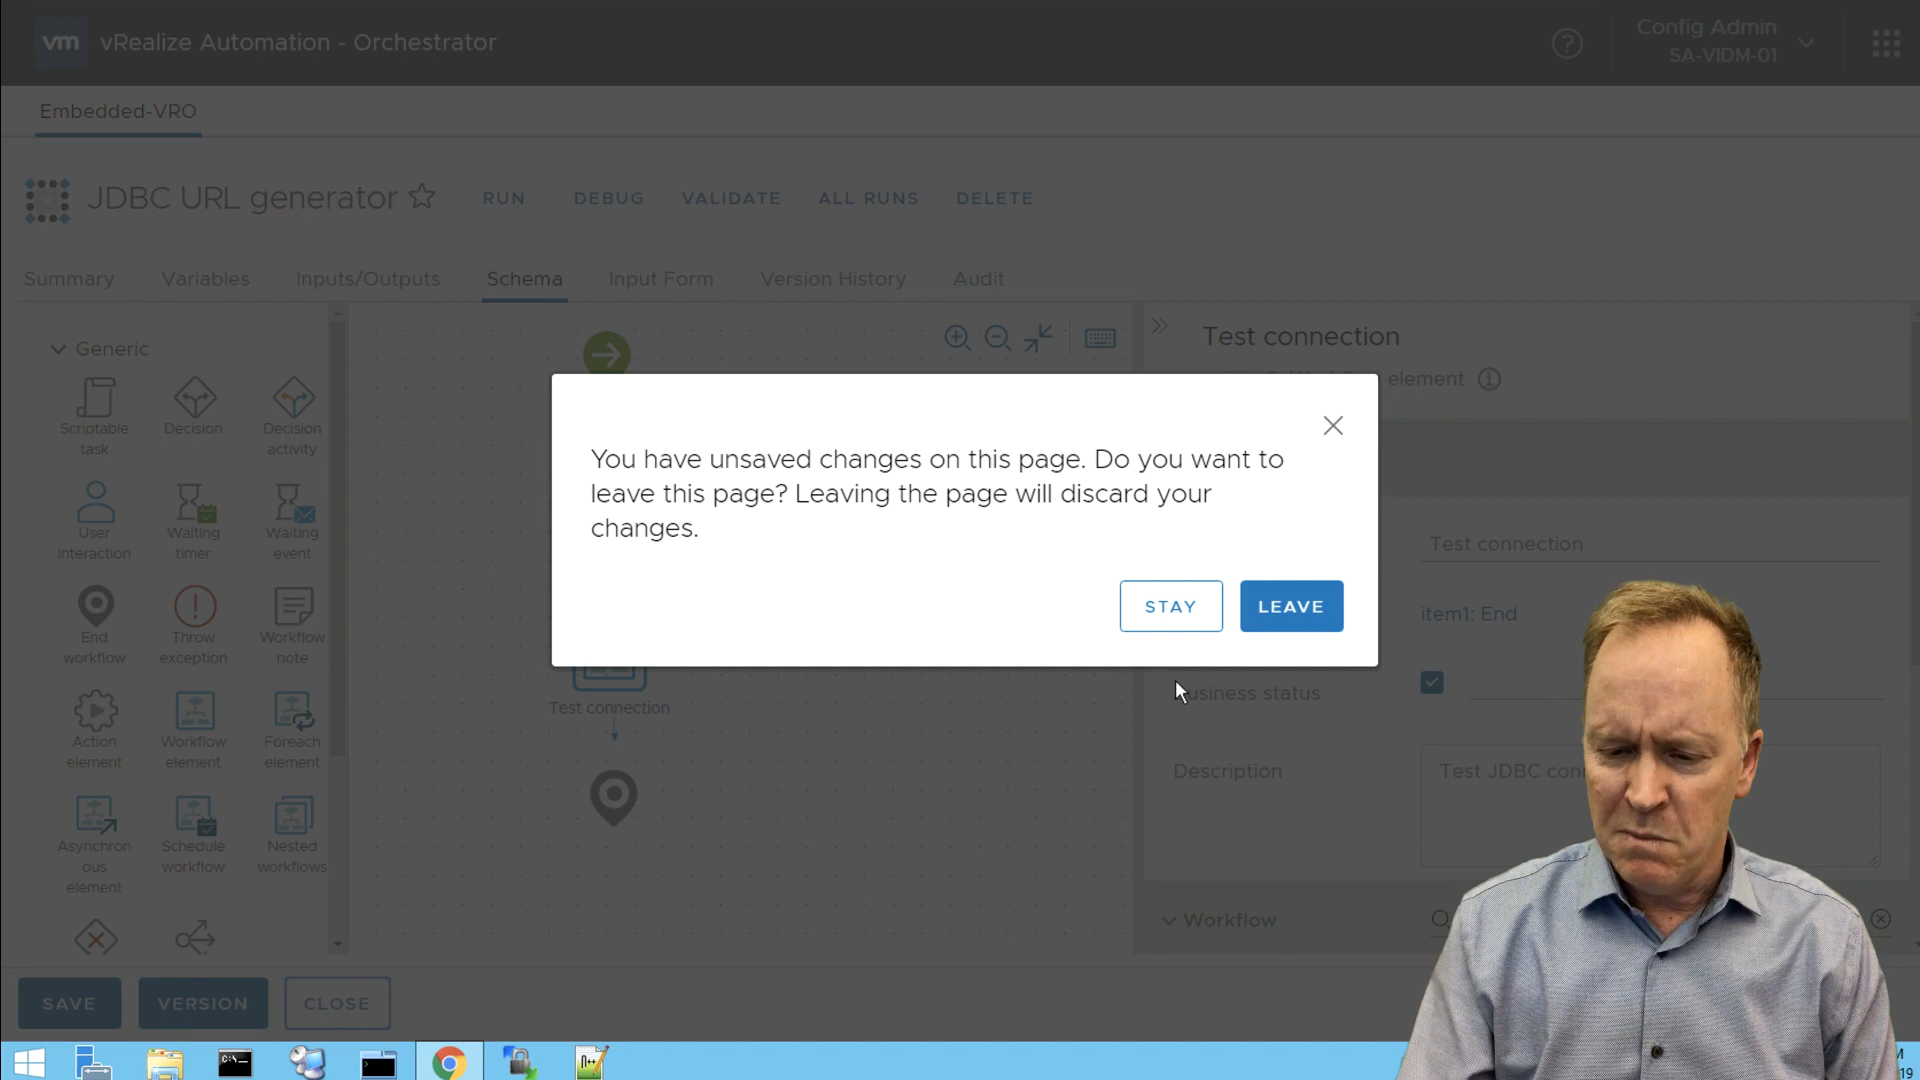 vm vRealize Automation - Orchestrator
Config Admin
SA-VIDM-01
Embedded-VRO
JDBC URL generator
RUN DEBUG VALIDATE ALL RUNS DELETE
Summary Variables Inputs/Outputs Schema Input Form Version History Audit
Generic
Scriptable task
Decision
Decision activity
User interaction
Waiting timer
Waiting event
End workflow
Throw exception
Workflow note
Action element
Workflow element
Foreach element
Asynchron
ous
element
Schedule workflow
Nested workflows
Test connection
Test connection
element
You have unsaved changes on this page. Do you want to
leave this page? Leaving the page will discard your
changes.
STAY LEAVE
Test connection
item1: End
usiness status
Description
Test JDBC con
Workflow
SAVE VERSION CLOSE
C:\
n++
19